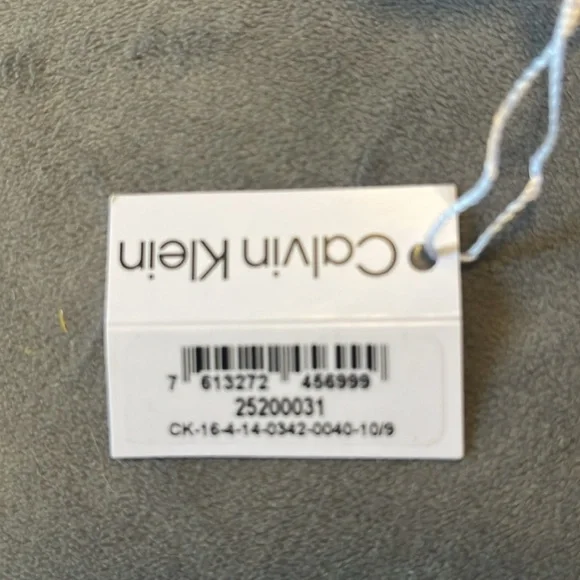 Calvin Klein
7 613272 456999
25200031
CK-16-4-14-0342-0040-10/9